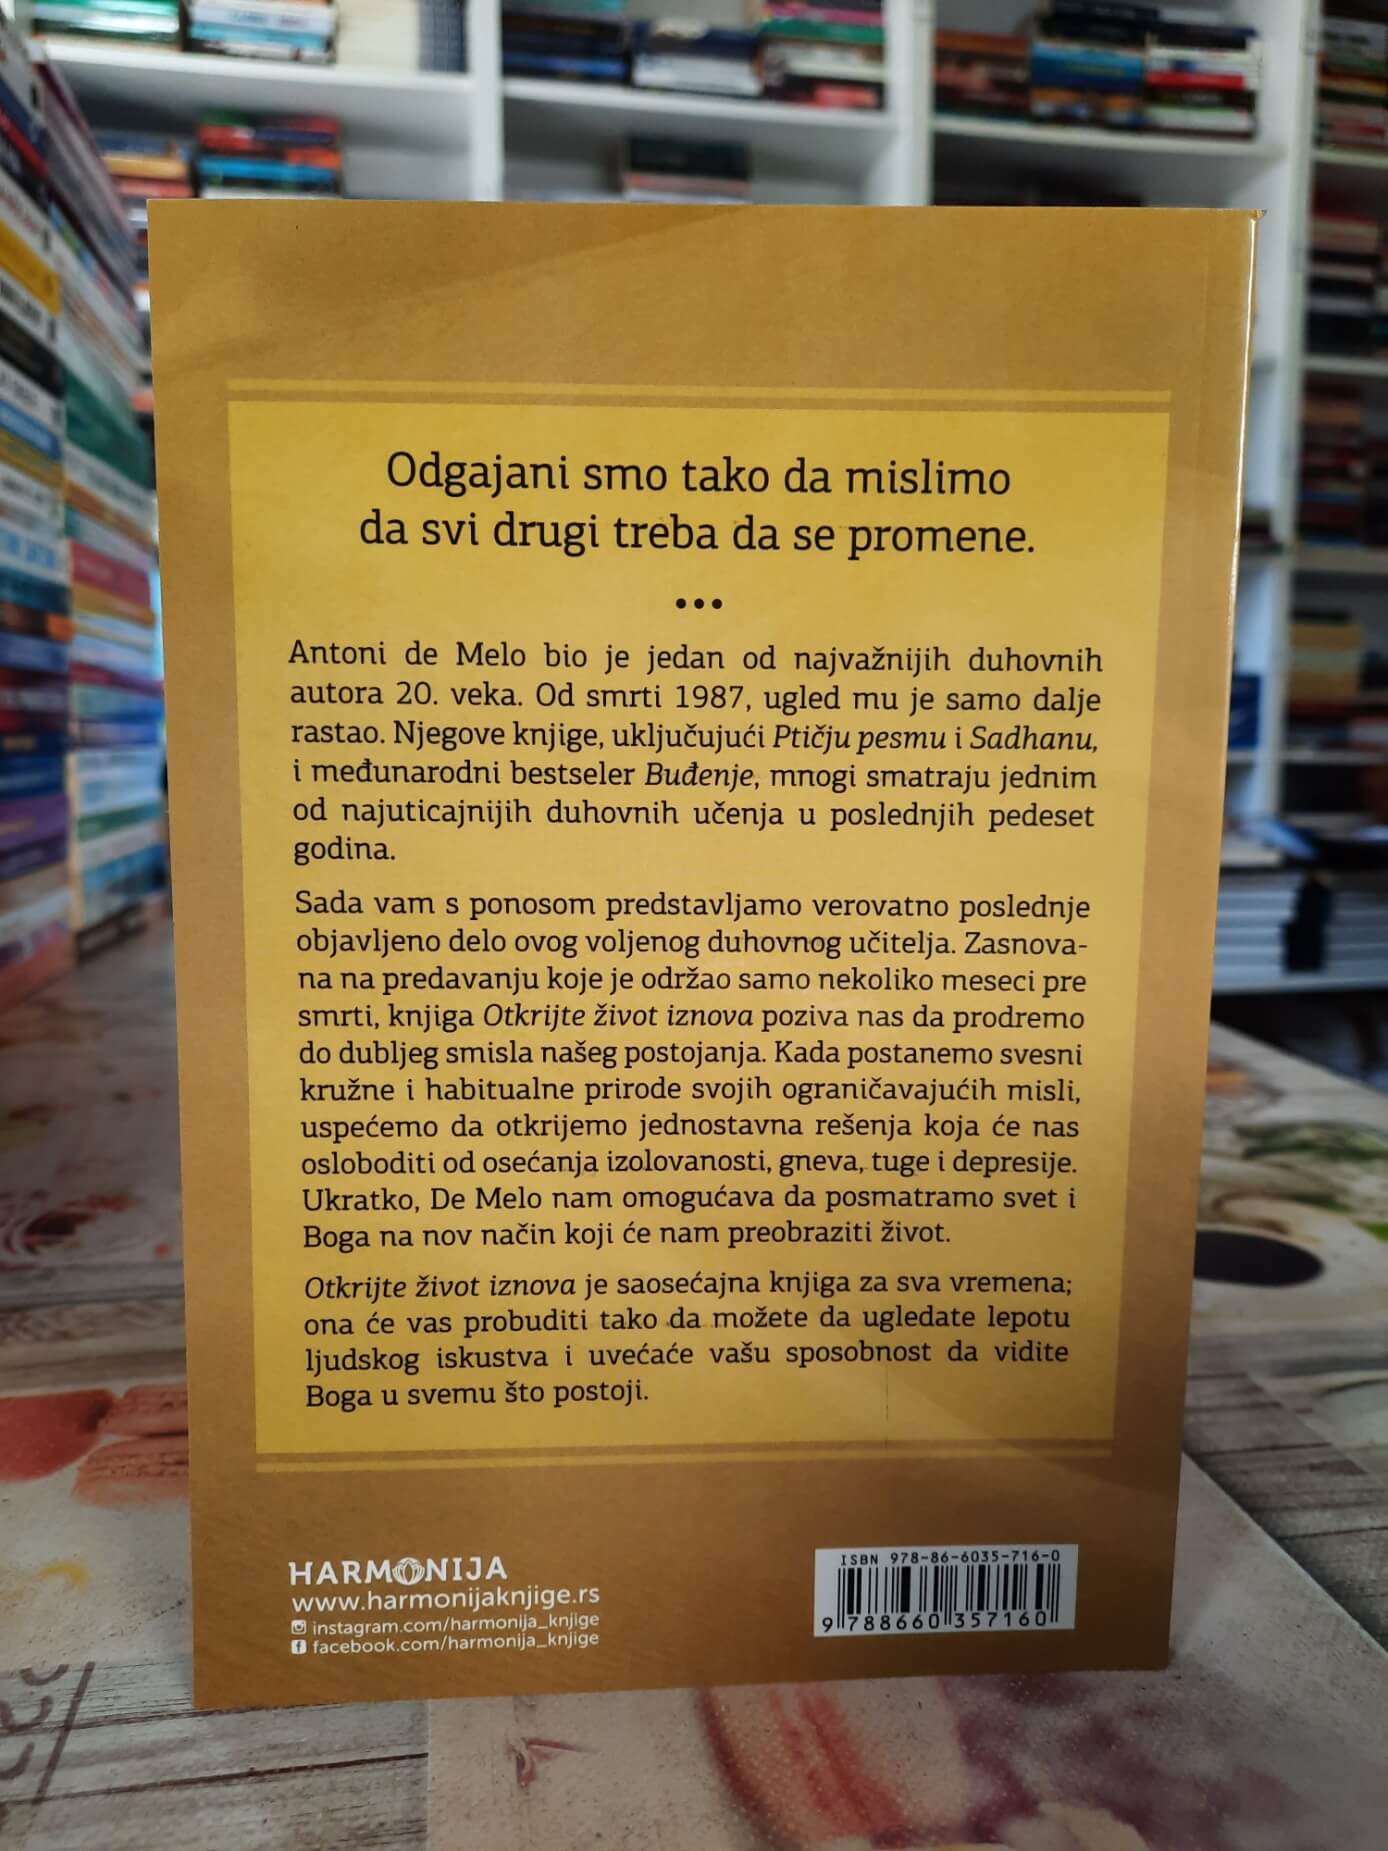 Odgajani smo tako da mislimo
da svi drugi treba da se promene.
•••
Antoni de Melo bio je jedan od najvažnijih duhovnih
autora 20. veka. Od smrti 1987, ugled mu je samo dalje
rastao. Njegove knjige, uključujući Ptičju pesmu i Sadhanu,
i međunarodni bestseler Buđenje, mnogi smatraju jednim
od najuticajnijih duhovnih učenja u poslednjih pedeset
godina.
Sada vam s ponosom predstavljamo verovatno poslednje
objavljeno delo ovog voljenog duhovnog učitelja. Zasnova-
na na predavanju koje je održao samo nekoliko meseci pre
smrti, knjiga Otkrijte život iznova poziva nas da prodremo
do dubljeg smisla našeg postojanja. Kada postanemo svesni
kružne i habitualne prirode svojih ograničavajućih misli,
uspećemo da otkrijemo jednostavna rešenja koja će nas
osloboditi od osećanja izolovanosti, gneva, tuge i depresije.
Ukratko, De Melo nam omogućava da posmatramo svet i
Boga na nov način koji će nam preobraziti život.
Otkrijte život iznova je saosećajna knjiga za sva vremena;
ona će vas probuditi tako da možete da ugledate lepotu
ljudskog iskustva i uvećaće vašu sposobnost da vidite
Boga u svemu što postoji.
HARMONIJA
www.harmonijaknjige.rs
instagram.com/harmonija_knjige
facebook.com/harmonija_knjige
ISBN 978-86-6035-716-0
9 788660 357160